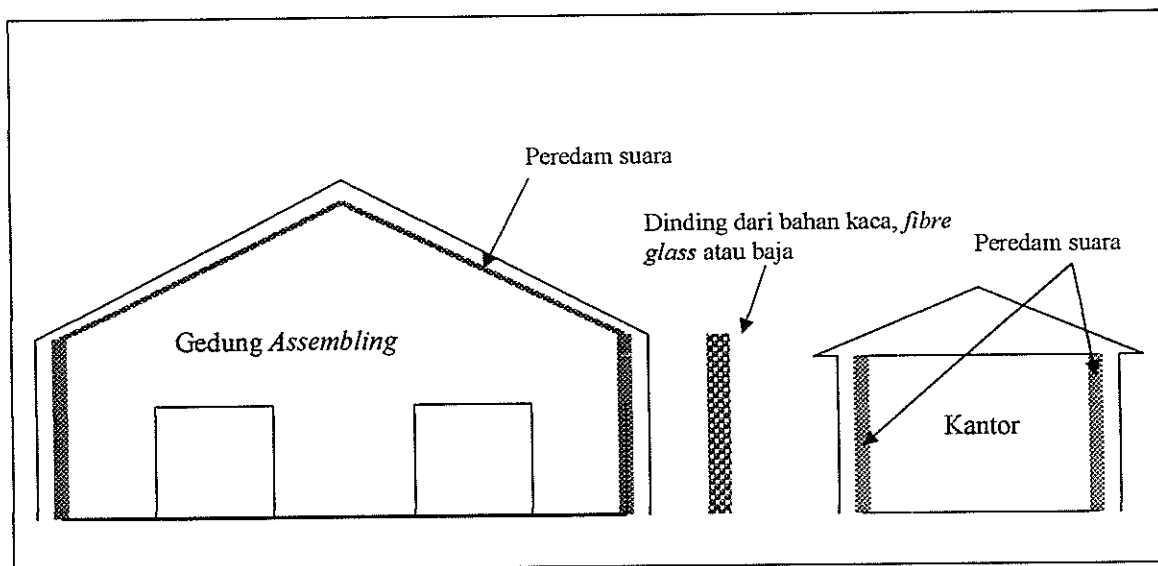 Peredam suara
Dinding dari bahan kaca, fibre
glass atau baja
Peredam suara
Gedung Assembling
Kantor